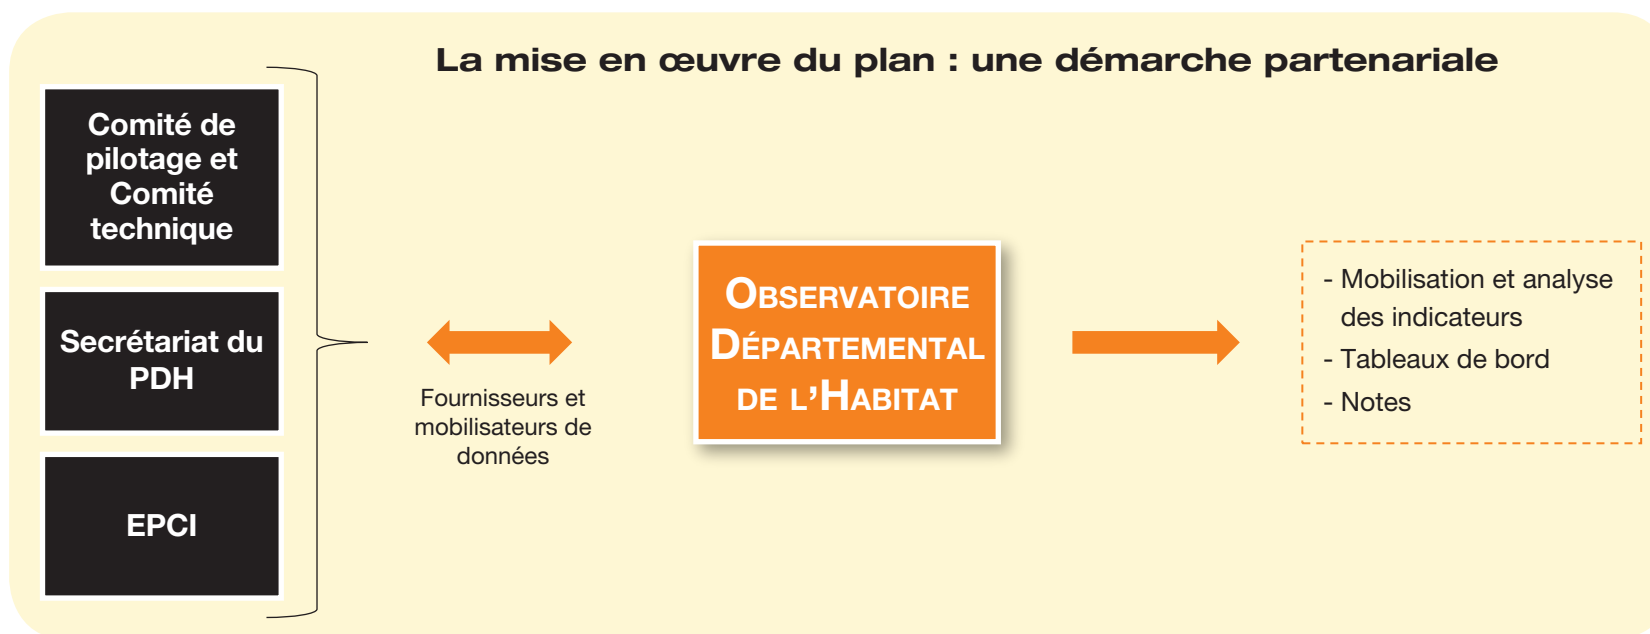 La mise en œuvre du plan : une démarche partenariale
Comité de
pilotage et
Comité
technique
Secrétariat du
PDH
EPCI
Fournisseurs et
mobilisateurs de
données
OBSERVATOIRE
DÉPARTEMENTAL
DE L’HABITAT
- Mobilisation et analyse
des indicateurs
- Tableaux de bord
- Notes